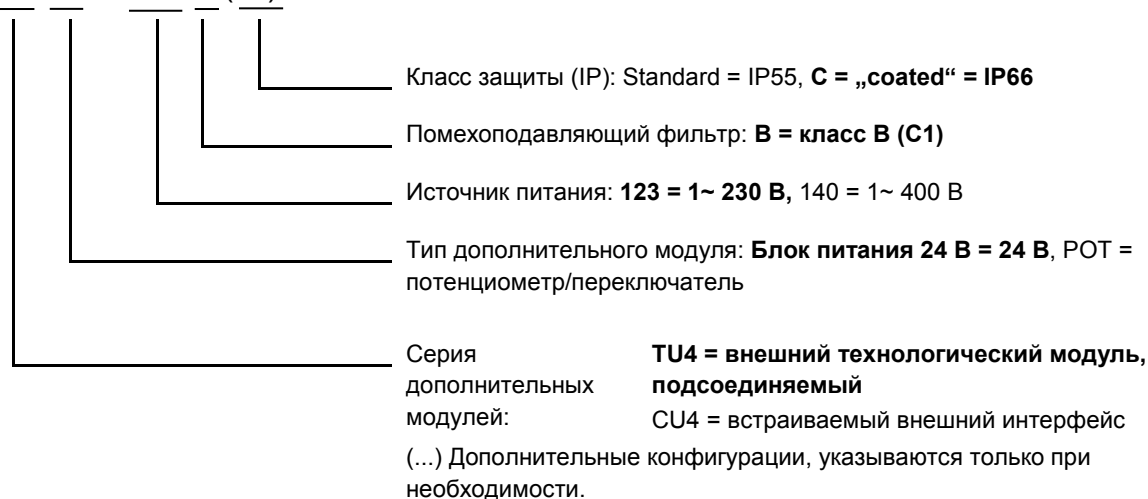 Класс защиты (IP): Standard = IP55, C = „coated“ = IP66
Помехоподавляющий фильтр: B = класс B (C1)
Источник питания: 123 = 1~ 230 В, 140 = 1~ 400 В
Тип дополнительного модуля: Блок питания 24 В = 24 В, POT =
потенциометр/переключатель
Серия TU4 = внешний технологический модуль,
дополнительных подсоединяемый
модулей: CU4 = встраиваемый внешний интерфейс
(...) Дополнительные конфигурации, указываются только при
необходимости.